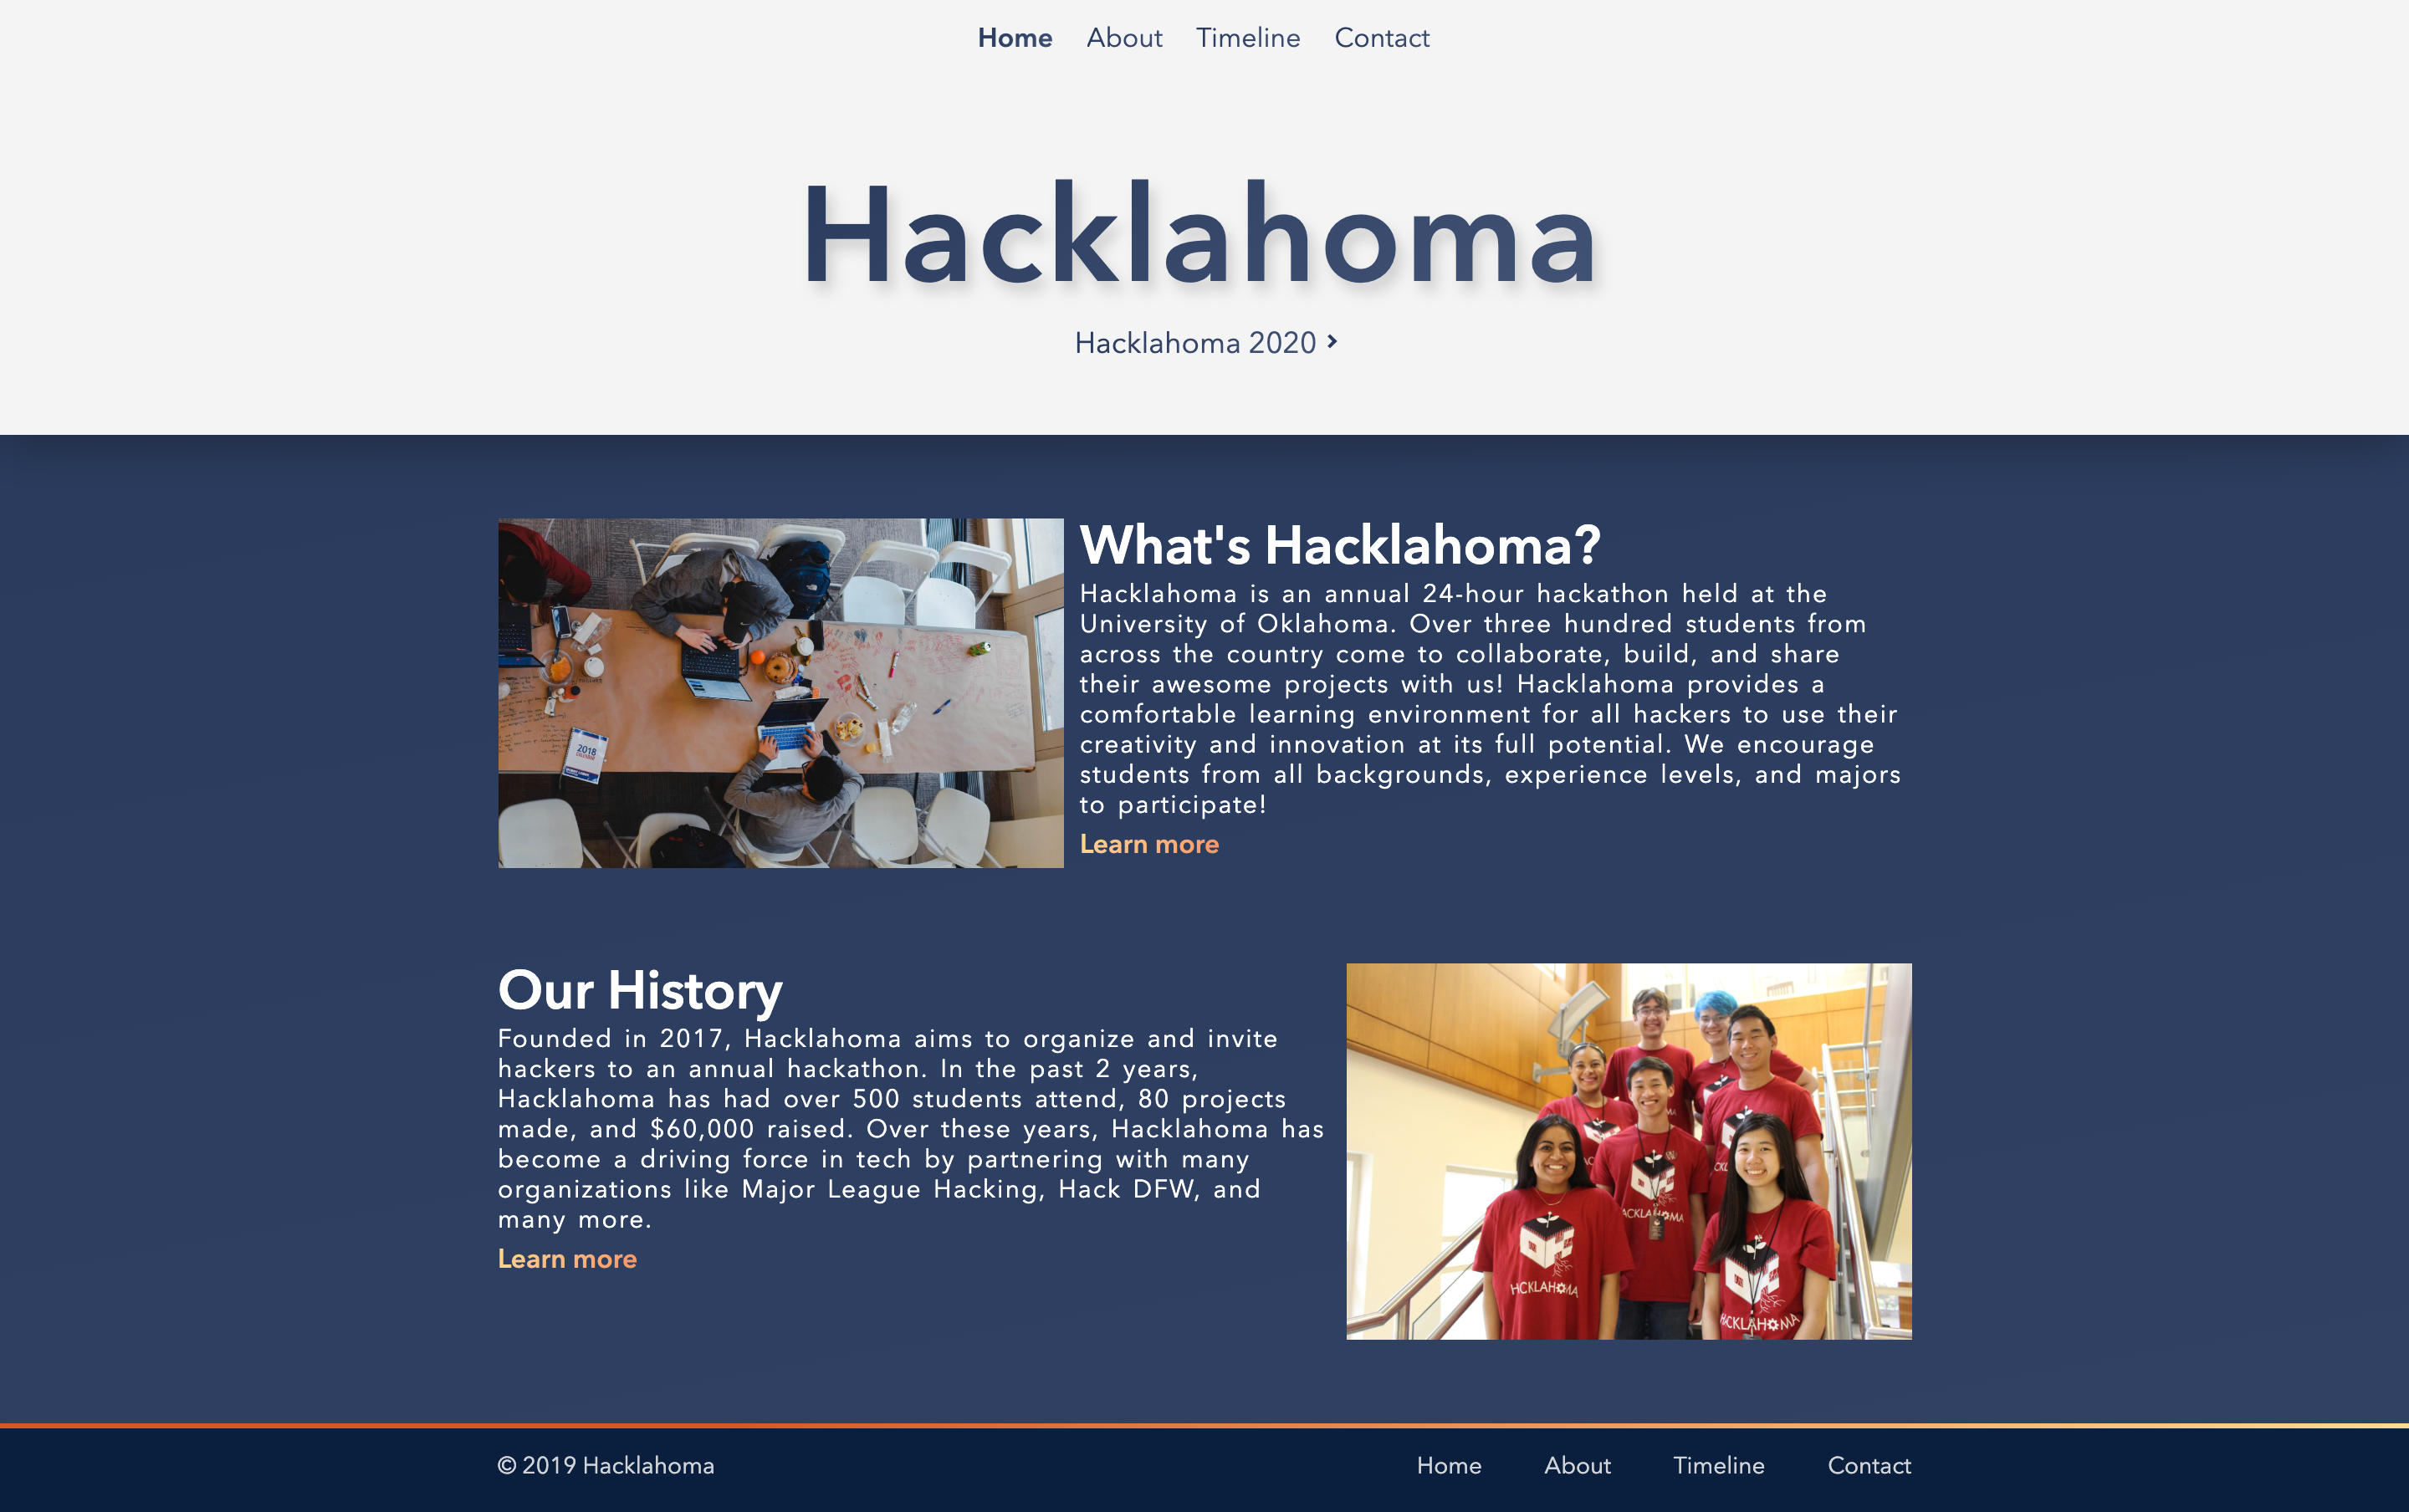 Home About Timeline Contact
Hacklahoma
Hacklahoma 2020
What's Hacklahoma?
Hacklahoma is an annual 24-hour hackathon held at the
University of Oklahoma. Over three hundred students from
across the country come to collaborate, build, and share
their awesome projects with us! Hacklahoma provides a
comfortable learning environment for all hackers to use their
creativity and innovation at its full potential. We encourage
students from all backgrounds, experience levels, and majors
to participate!
Learn more
2018
CALENDAR
Our History
Founded in 2017, Hacklahoma aims to organize and invite
hackers to an annual hackathon. In the past 2 years,
Hacklahoma has had over 500 students attend, 80 projects
made, and $60,000 raised. Over these years, Hacklahoma has
become a driving force in tech by partnering with many
organizations like Major League Hacking, Hack DFW, and
many more.
Learn more
© 2019 Hacklahoma
Home About Timeline Contact